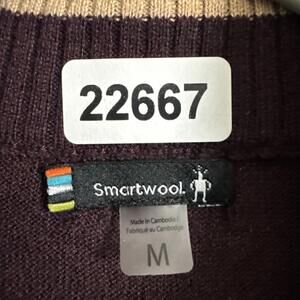 22667
Smartwool
Made in Cambodia /
Fabriqué au Cambodge
M